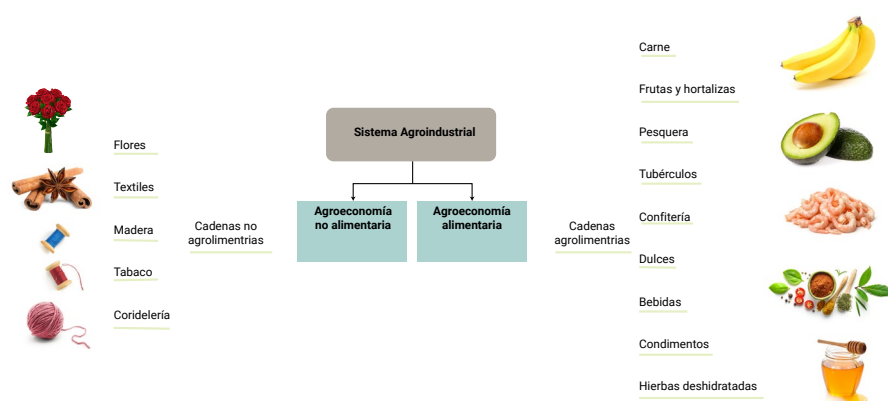 Flores
Textiles
Madera
Tabaco
Coridelería
Cadenas no
agrolimentrias
Sistema Agroindustrial
Agroeconomía
no alimentaria
Agroeconomía
alimentaria
Cadenas
agrolimentrias
Carne
Frutas y hortalizas
Pesquera
Tubérculos
Confitería
Dulces
Bebidas
Condimentos
Hierbas deshidratadas